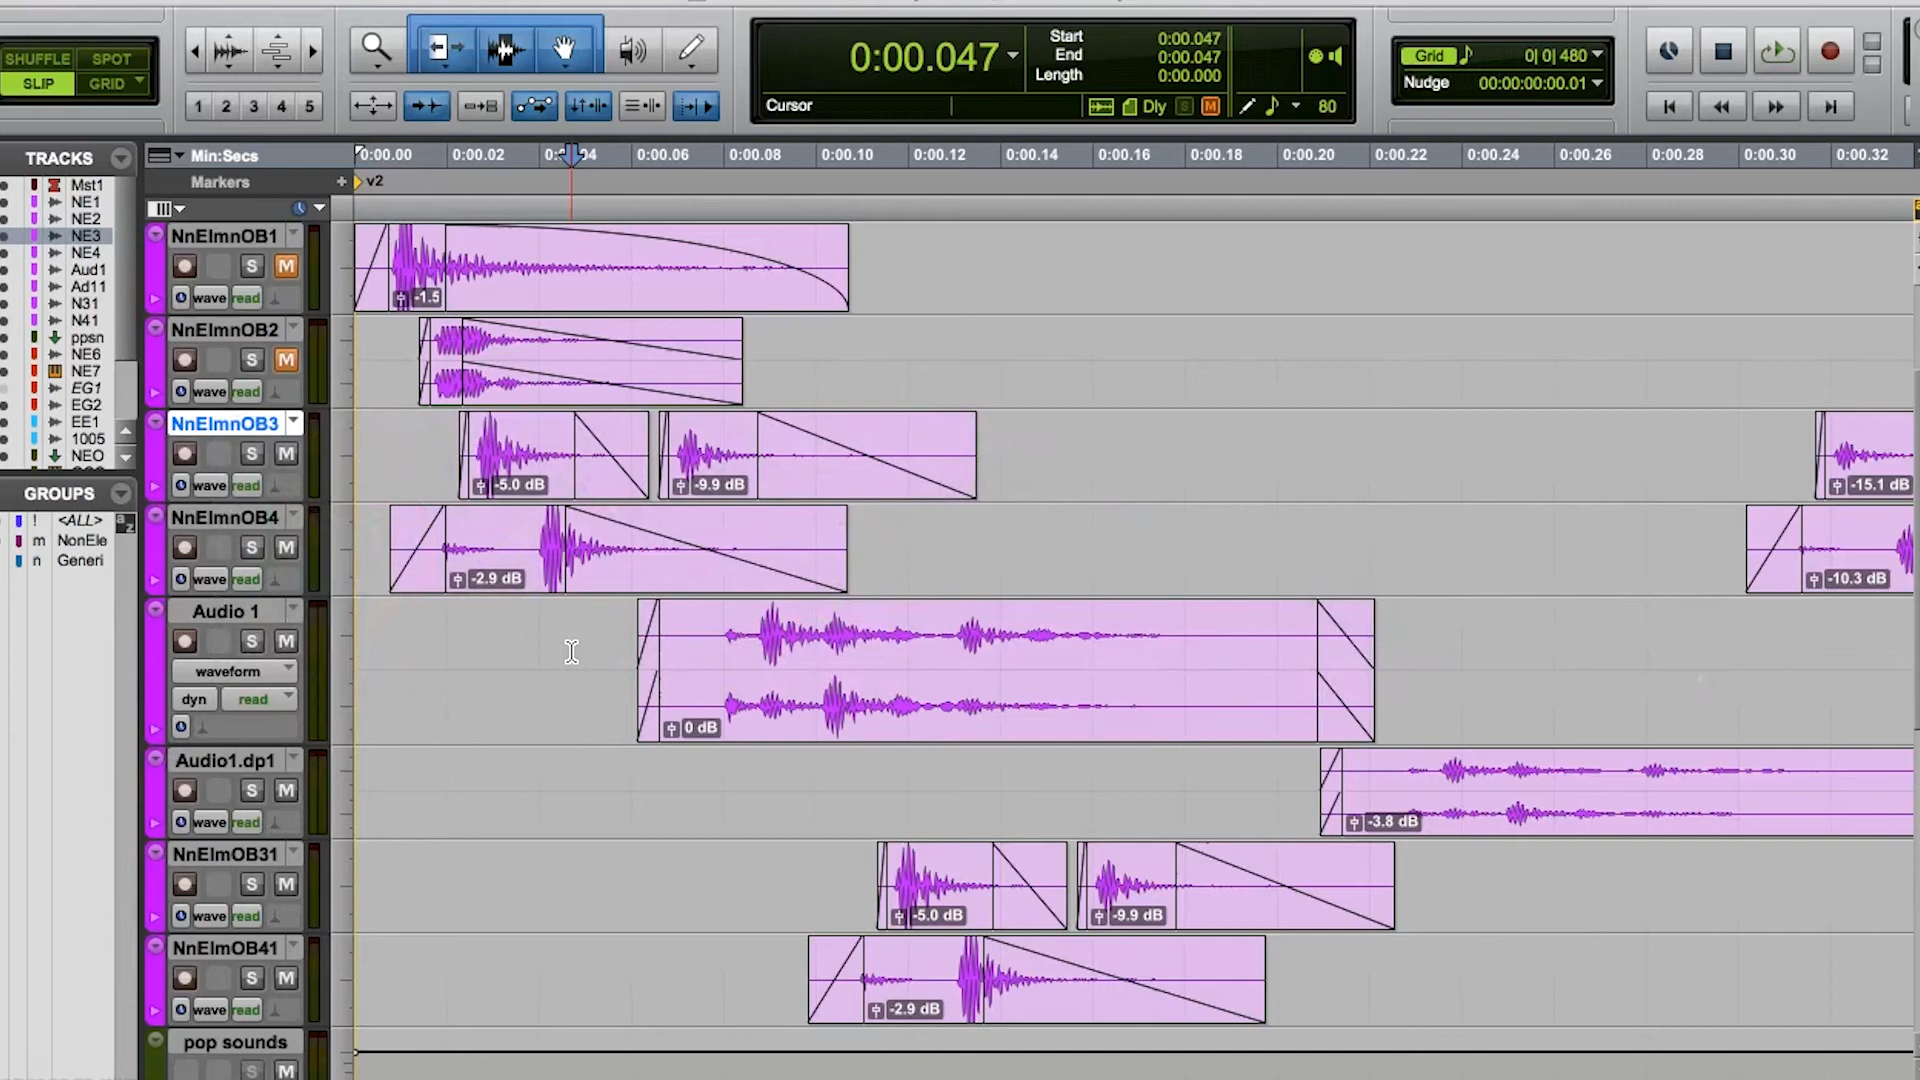 SHUFFLE SPOT
SLIP GRID
1 2 3 4 5
0:00.047
Start 0:00.047
End 0:00.047
Length 0:00.000
Cursor
Dly S M 80
Grid 0| 0| 480
Nudge 00:00:00:00.01
TRACKS
Mst1
NE1
NE2
NE3
NE4
Aud1
Ad11
N31
N41
ppsn
NE6
NE7
EG1
EG2
EE1
1005
NEO
GROUPS
! <ALL>
m NonEle
n Generi
a z
Min:Secs
0:00.00 0:00.02 0:00.04 0:00.06 0:00.08 0:00.10 0:00.12 0:00.14 0:00.16 0:00.18 0:00.20 0:00.22 0:00.24 0:00.26 0:00.28 0:00.30 0:00.32
Markers + v2
NnElmnOB1
S M
wave read
-1.5
NnElmnOB2
S M
wave read
NnElmnOB3
S M
wave read
-5.0 dB
-9.9 dB
-15.1 dB
NnElmnOB4
S M
wave read
-2.9 dB
-10.3 dB
Audio 1
S M
waveform
dyn read
0 dB
Audio1.dp1
S M
wave read
-3.8 dB
NnElmOB31
S M
wave read
-5.0 dB
-9.9 dB
NnElmOB41
S M
wave read
-2.9 dB
pop sounds
S M